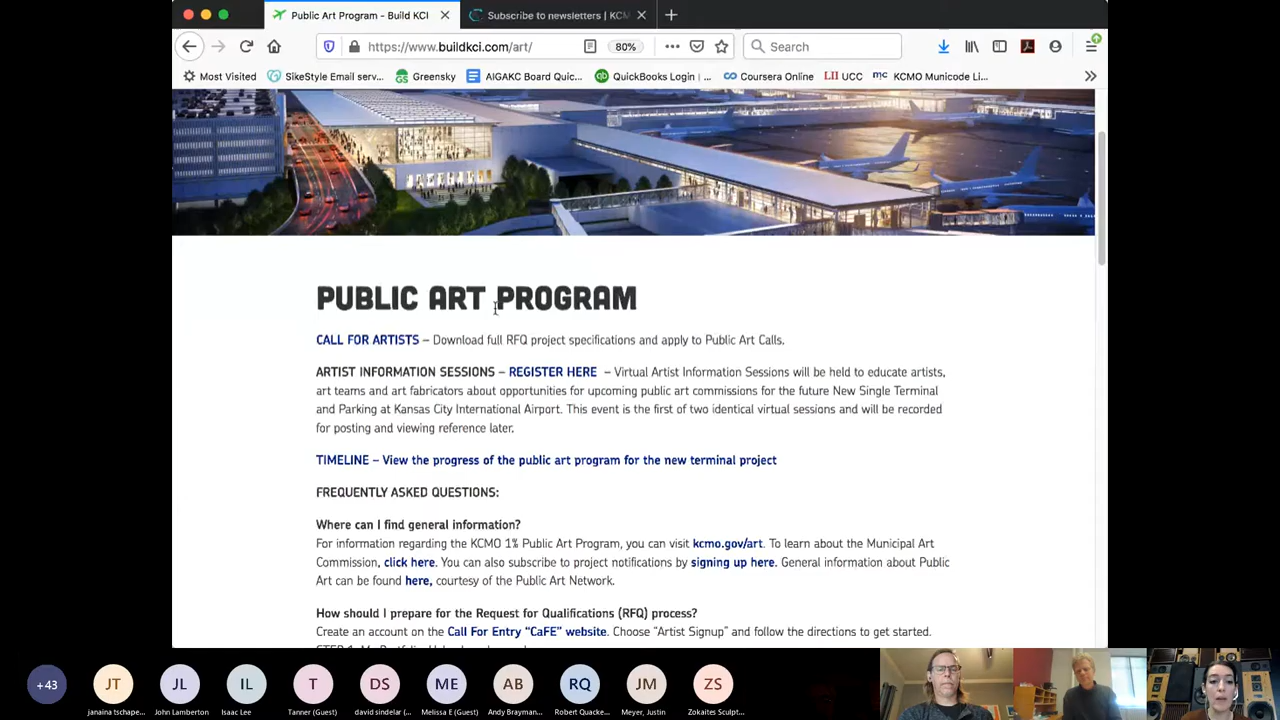 Public Art Program - Build KCI
Subscribe to newsletters | KCM
https://www.buildkci.com/art/
80%
Search
Most Visited
SikeStyle Email serv...
Greensky
AIGAKC Board Quic...
QuickBooks Login | ...
Coursera Online
LII UCC
mc KCMO Municode Li...
PUBLIC ART PROGRAM
CALL FOR ARTISTS – Download full RFQ project specifications and apply to Public Art Calls.
ARTIST INFORMATION SESSIONS – REGISTER HERE – Virtual Artist Information Sessions will be held to educate artists,
art teams and art fabricators about opportunities for upcoming public art commissions for the future New Single Terminal
and Parking at Kansas City International Airport. This event is the first of two identical virtual sessions and will be recorded
for posting and viewing reference later.
TIMELINE – View the progress of the public art program for the new terminal project
FREQUENTLY ASKED QUESTIONS:
Where can I find general information?
For information regarding the KCMO 1% Public Art Program, you can visit kcmo.gov/art. To learn about the Municipal Art
Commission, click here. You can also subscribe to project notifications by signing up here. General information about Public
Art can be found here, courtesy of the Public Art Network.
How should I prepare for the Request for Qualifications (RFQ) process?
Create an account on the Call For Entry “CaFE” website. Choose “Artist Signup” and follow the directions to get started.
+43
JT
JL
IL
T
DS
ME
AB
RQ
JM
ZS
janaina tschape...
John Lamberton
Isaac Lee
Tanner (Guest)
david sindelar (...
Melissa E (Guest)
Andy Brayman...
Robert Quacke...
Meyer, Justin
Zokaites Sculpt...